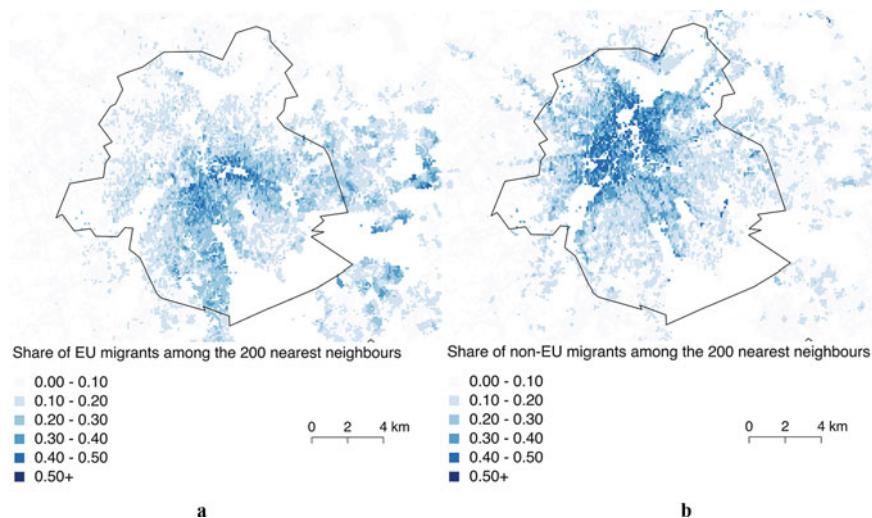 Share of EU migrants among the 200 nearest neighbours
0.00 - 0.10
0.10 - 0.20
0.20 - 0.30
0.30 - 0.40
0.40 - 0.50
0.50+
0 2 4 km
a
Share of non-EU migrants among the 200 nearest neighbours
0.00 - 0.10
0.10 - 0.20
0.20 - 0.30
0.30 - 0.40
0.40 - 0.50
0.50+
0 2 4 km
b